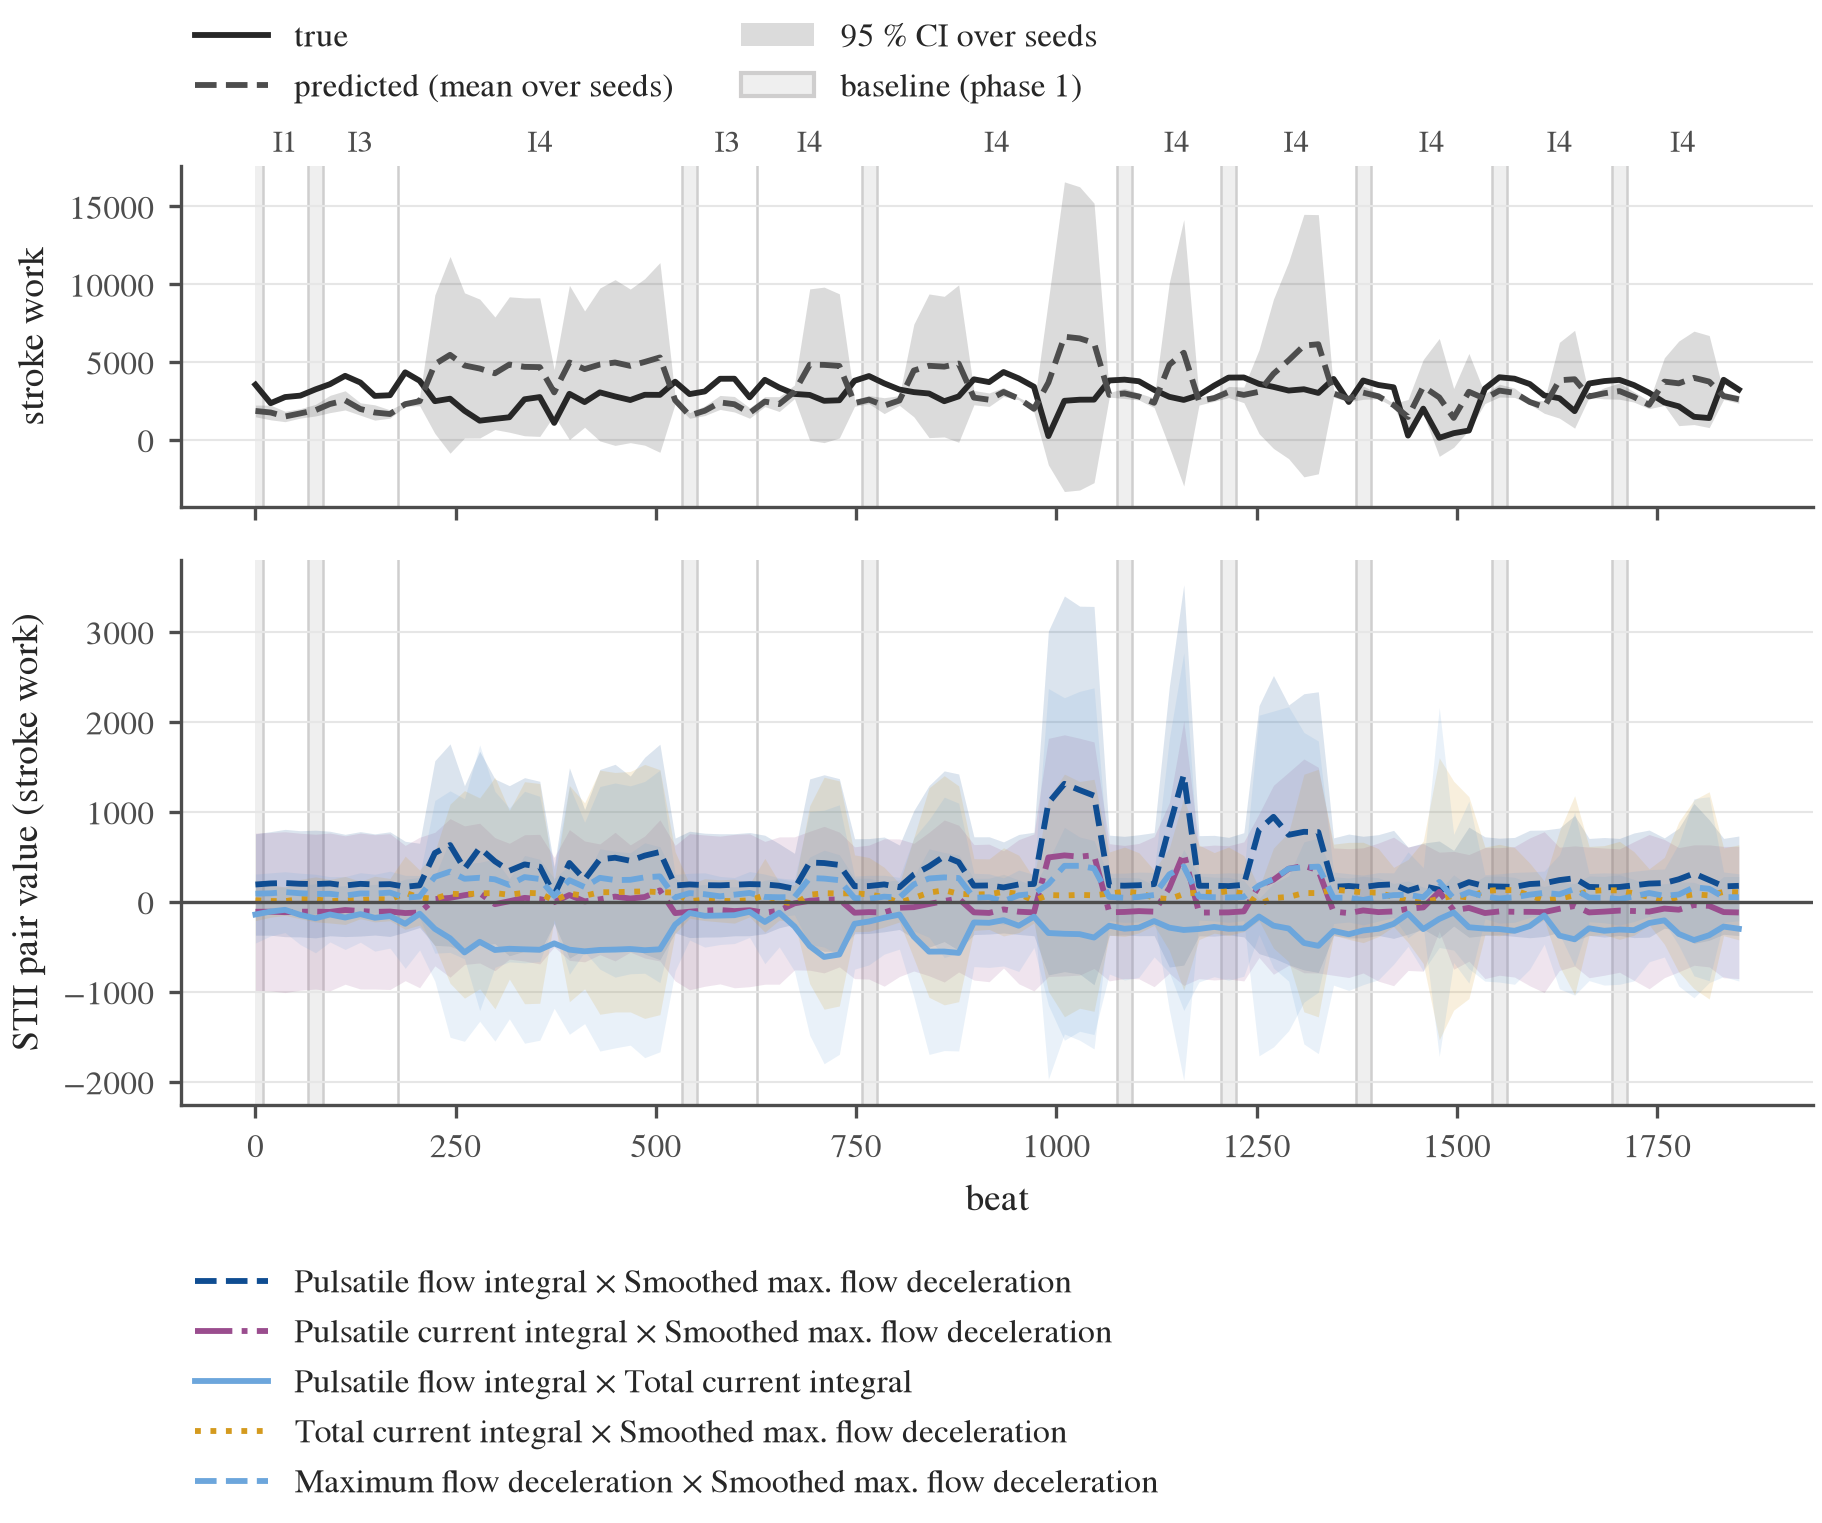 true
95 % CI over seeds
predicted (mean over seeds)
baseline (phase 1)
I1 I3 I4 I3 I4 I4 I4 I4 I4 I4 I4
stroke work
15000
10000
5000
0
STII pair value (stroke work)
3000
2000
1000
0
−1000
−2000
0 250 500 750 1000 1250 1500 1750
beat
Pulsatile flow integral × Smoothed max. flow deceleration
Pulsatile current integral × Smoothed max. flow deceleration
Pulsatile flow integral × Total current integral
Total current integral × Smoothed max. flow deceleration
Maximum flow deceleration × Smoothed max. flow deceleration